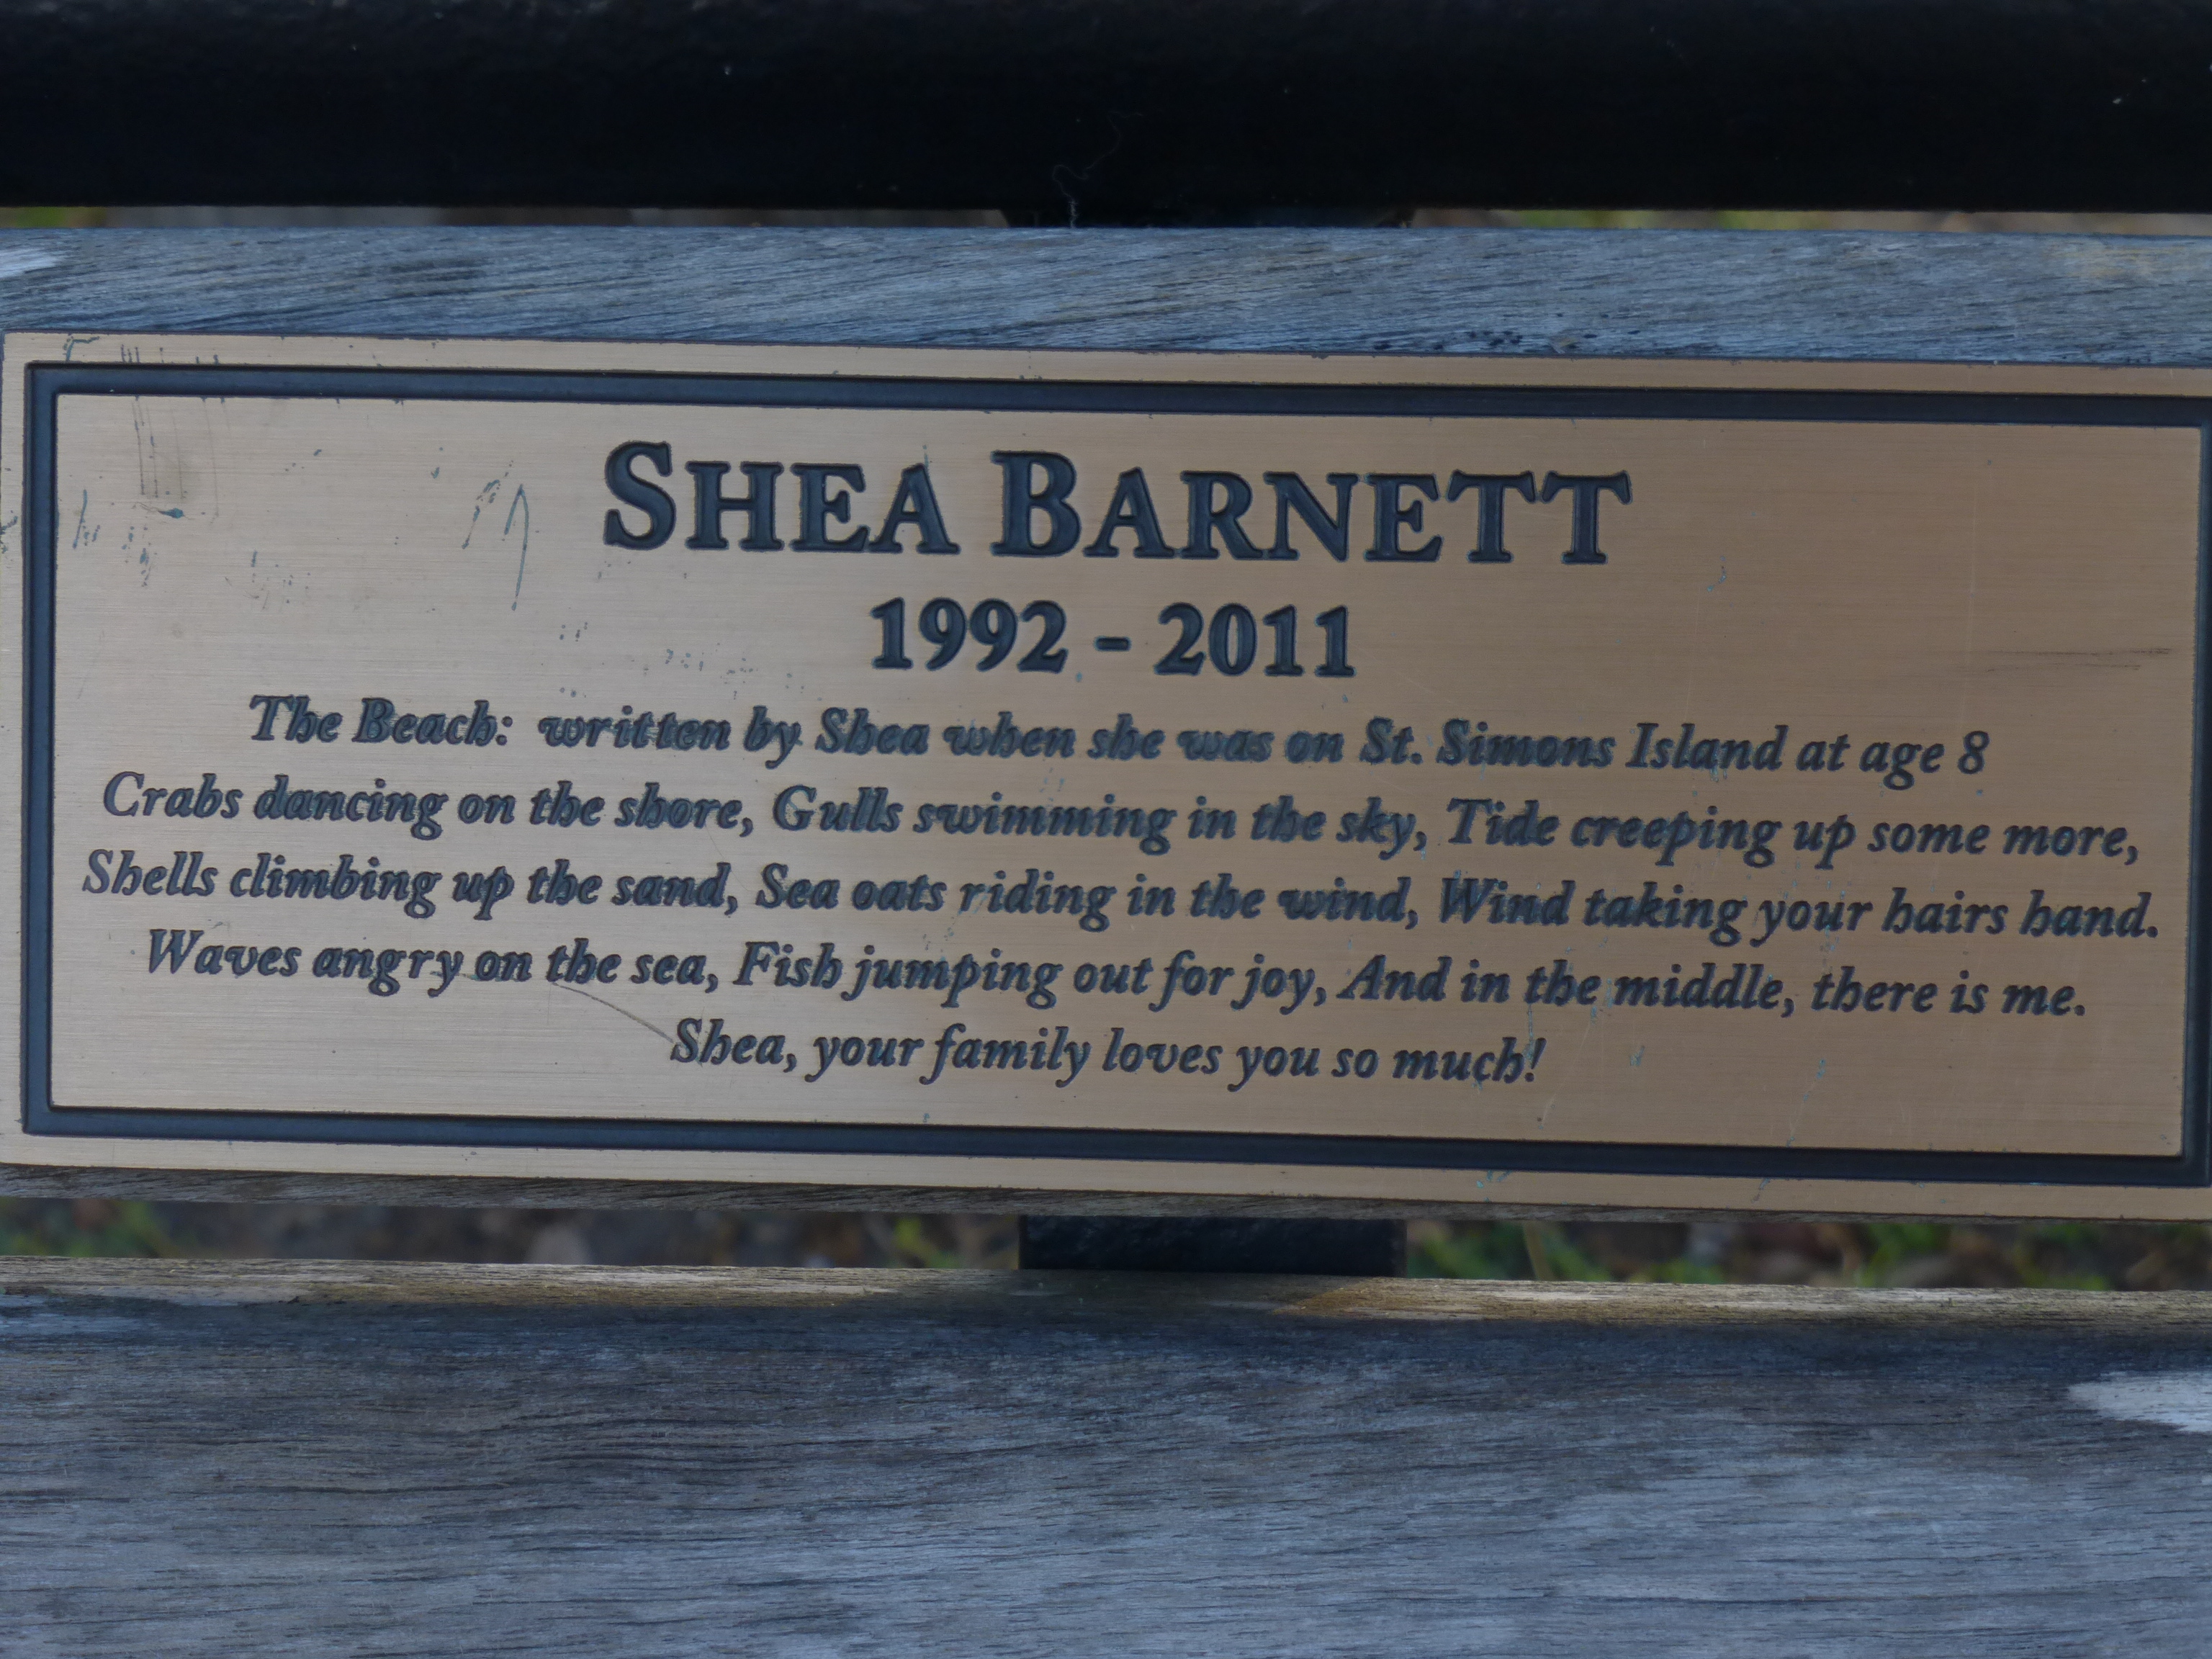 SHEA BARNETT
1992 - 2011
The Beach: written by Shea when she was on St. Simons Island at age 8
Crabs dancing on the shore, Gulls swimming in the sky, Tide creeping up some more,
Shells climbing up the sand, Sea oats riding in the wind, Wind taking your hairs hand.
Waves angry on the sea, Fish jumping out for joy, And in the middle, there is me.
Shea, your family loves you so much!